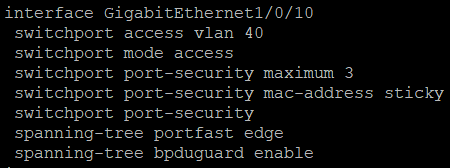 interface GigabitEthernet1/0/10
switchport access vlan 40
switchport mode access
switchport port-security maximum 3
switchport port-security mac-address sticky
switchport port-security
spanning-tree portfast edge
spanning-tree bpduguard enable